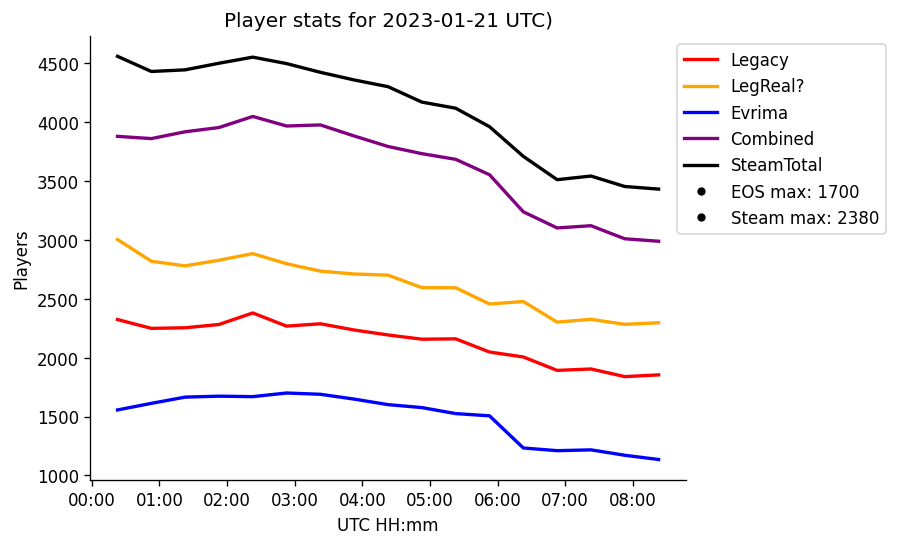 Player stats for 2023-01-21 UTC)
Legacy
LegReal?
Evrima
Combined
SteamTotal
EOS max: 1700
Steam max: 2380
Players
4500
4000
3500
3000
2500
2000
1500
1000
00:00 01:00 02:00 03:00 04:00 05:00 06:00 07:00 08:00
UTC HH:mm